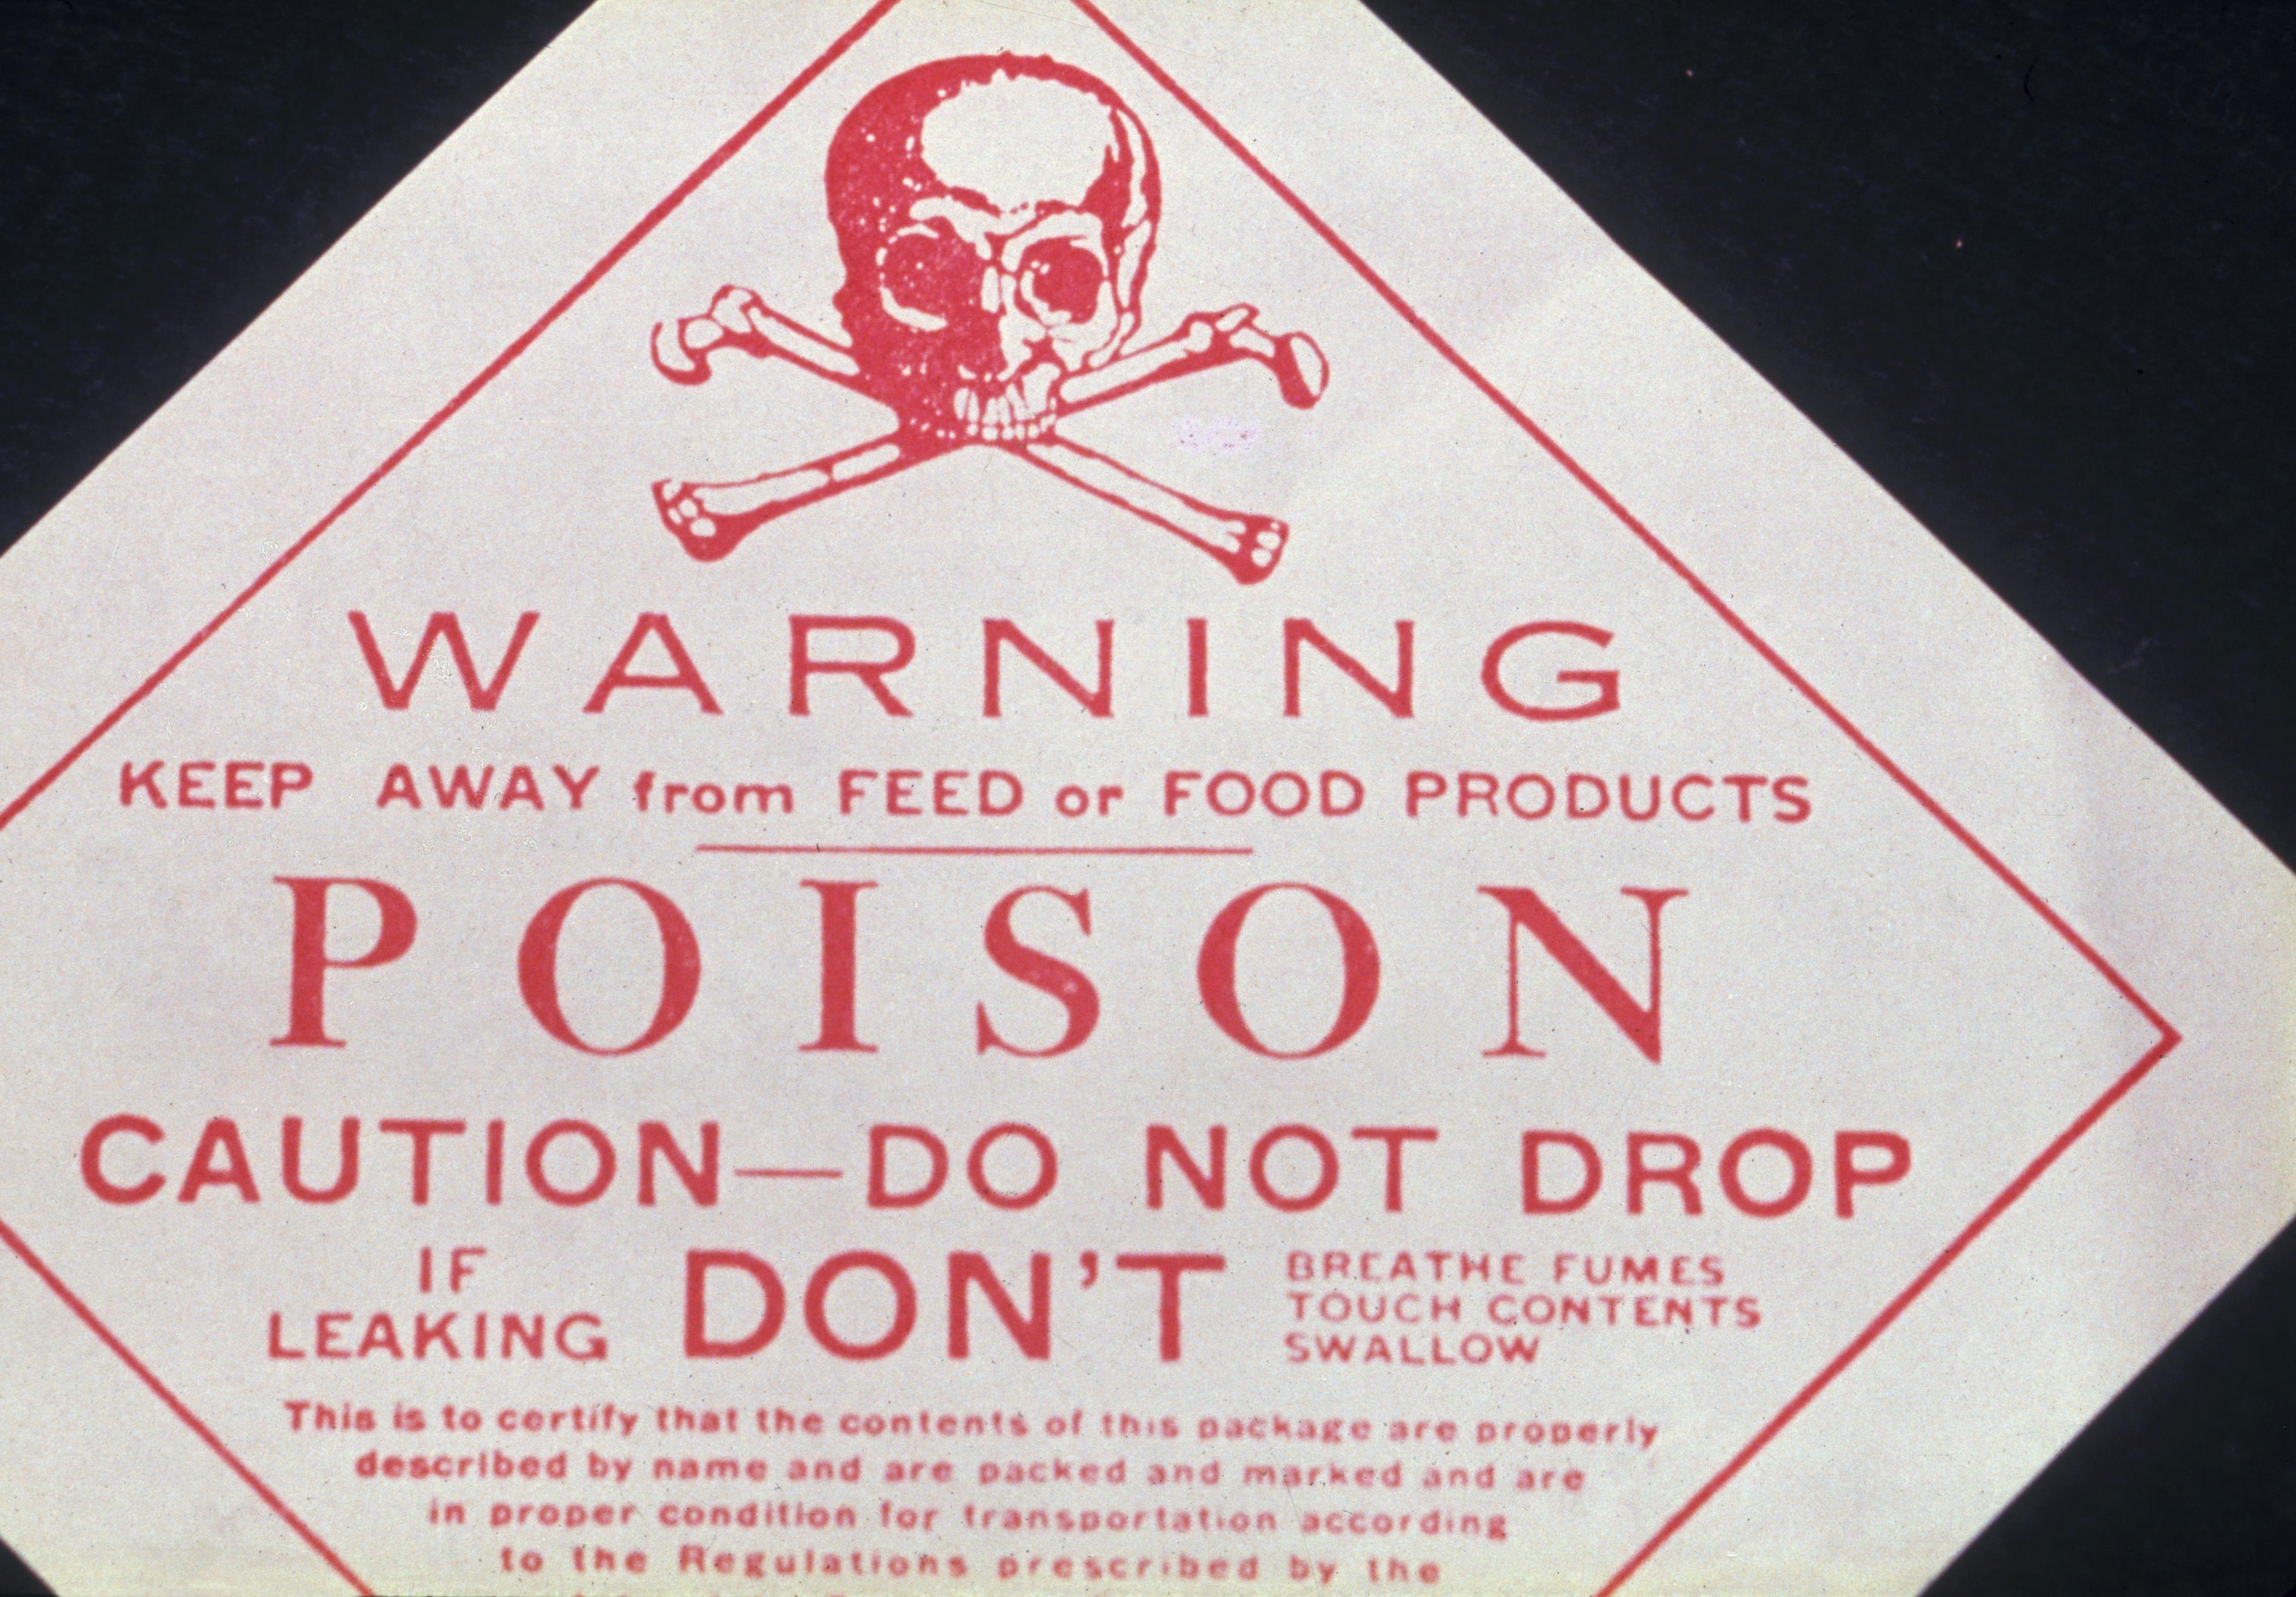 WARNING
KEEP AWAY from FEED or FOOD PRODUCTS
POISON
CAUTION—DO NOT DROP
IF LEAKING DON'T BREATHE FUMES
TOUCH CONTENTS
SWALLOW
This is to certify that the contents of this package are properly
described by name and are packed and marked and are
in proper condition for transportation according
to the Regulations prescribed by the